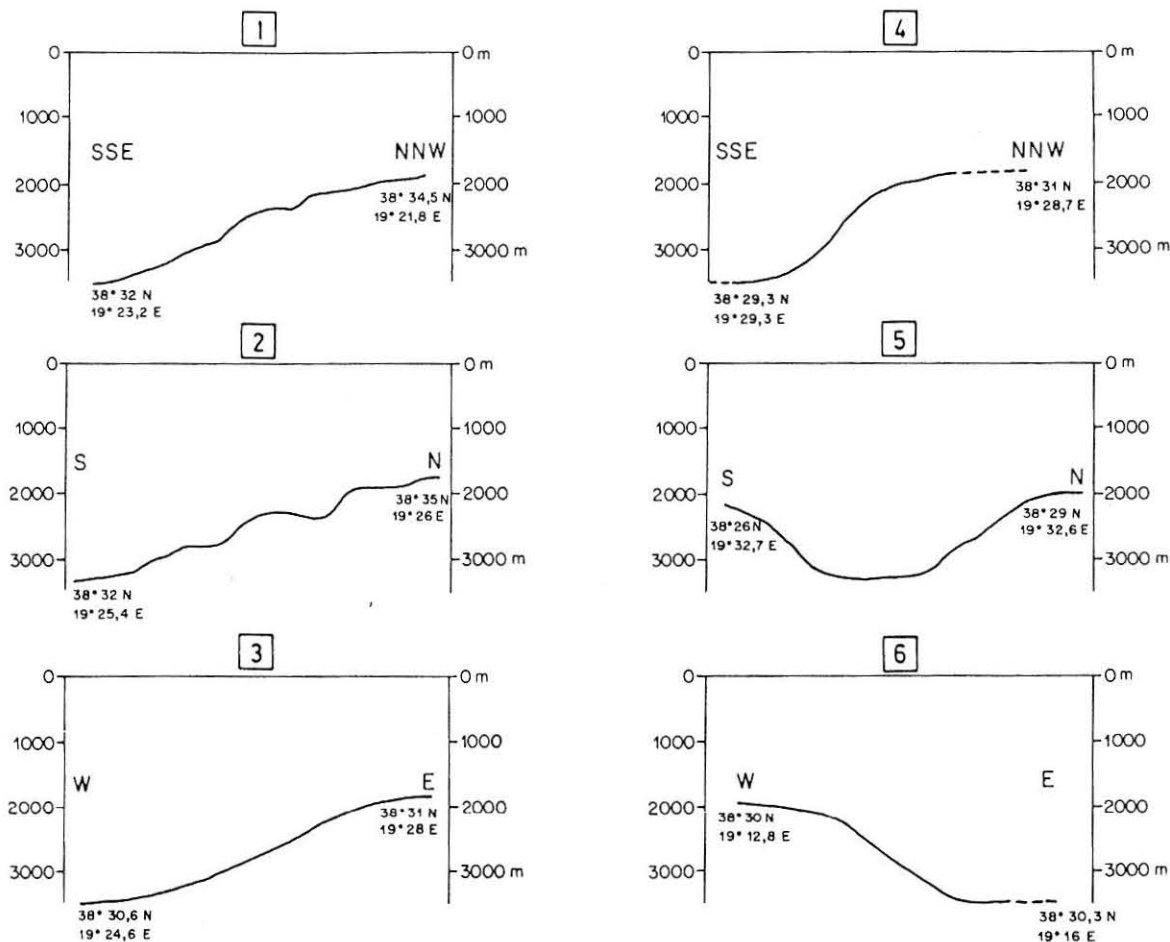 1
0
0 m
1000
1000
SSE
NNW
2000
2000
38° 34,5 N
19° 21,8 E
3000
3000 m
38° 32 N
19° 23,2 E
2
0
0 m
1000
1000
S
N
2000
2000
38° 35 N
19° 26 E
3000
3000 m
38° 32 N
19° 25,4 E
3
0
0 m
1000
1000
W
E
2000
2000
38° 31 N
19° 28 E
3000
3000 m
38° 30,6 N
19° 24,6 E
4
0
0 m
1000
1000
SSE
NNW
2000
2000
38° 31 N
19° 28,7 E
3000
3000 m
38° 29,3 N
19° 29,3 E
5
0
0 m
1000
1000
S
N
2000
2000
38° 26 N
19° 32,7 E
38° 29 N
19° 32,6 E
3000
3000 m
6
0
0 m
1000
1000
W
E
2000
2000
38° 30 N
19° 12,8 E
3000
3000 m
38° 30,3 N
19° 16 E